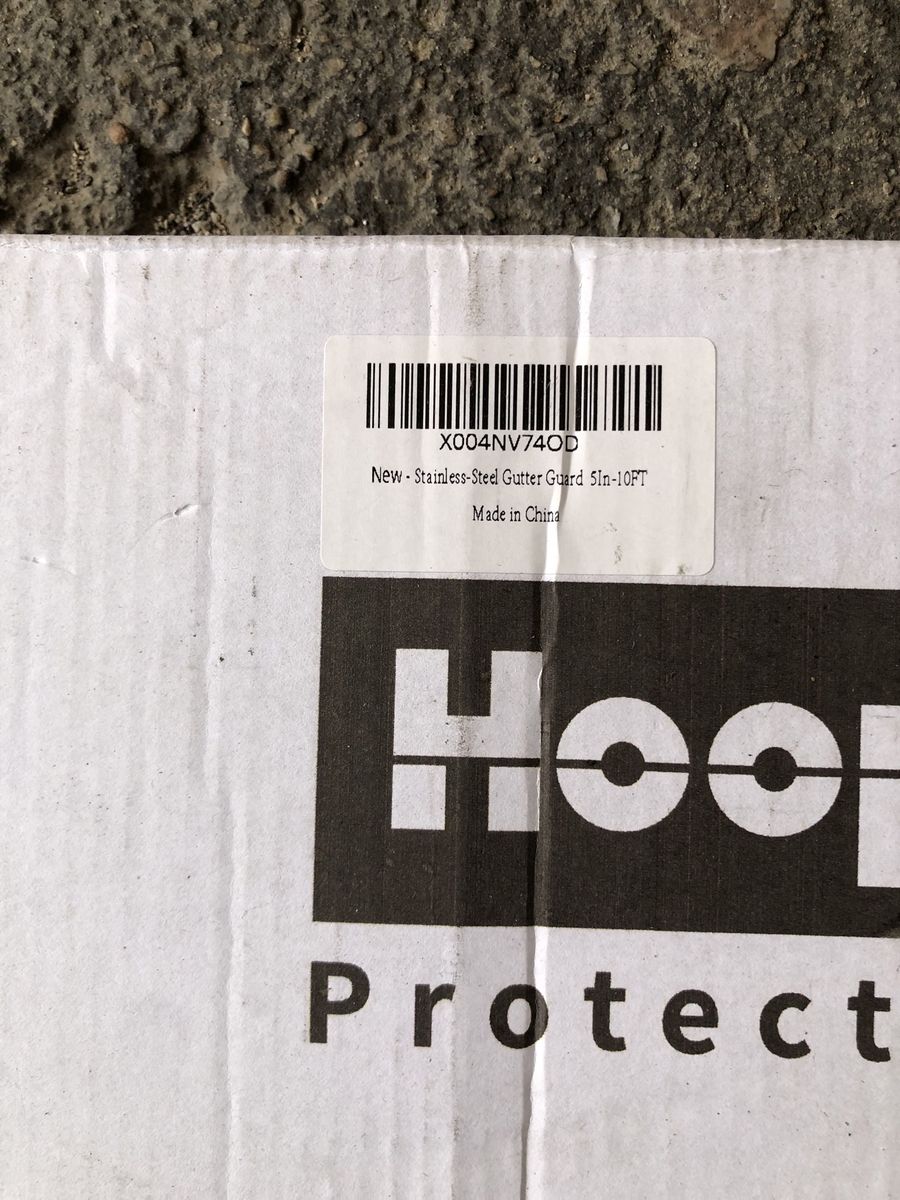 X004NV74OD
New - Stainless-Steel Gutter Guard 5In-10FT
Made in China
HOO
Protect